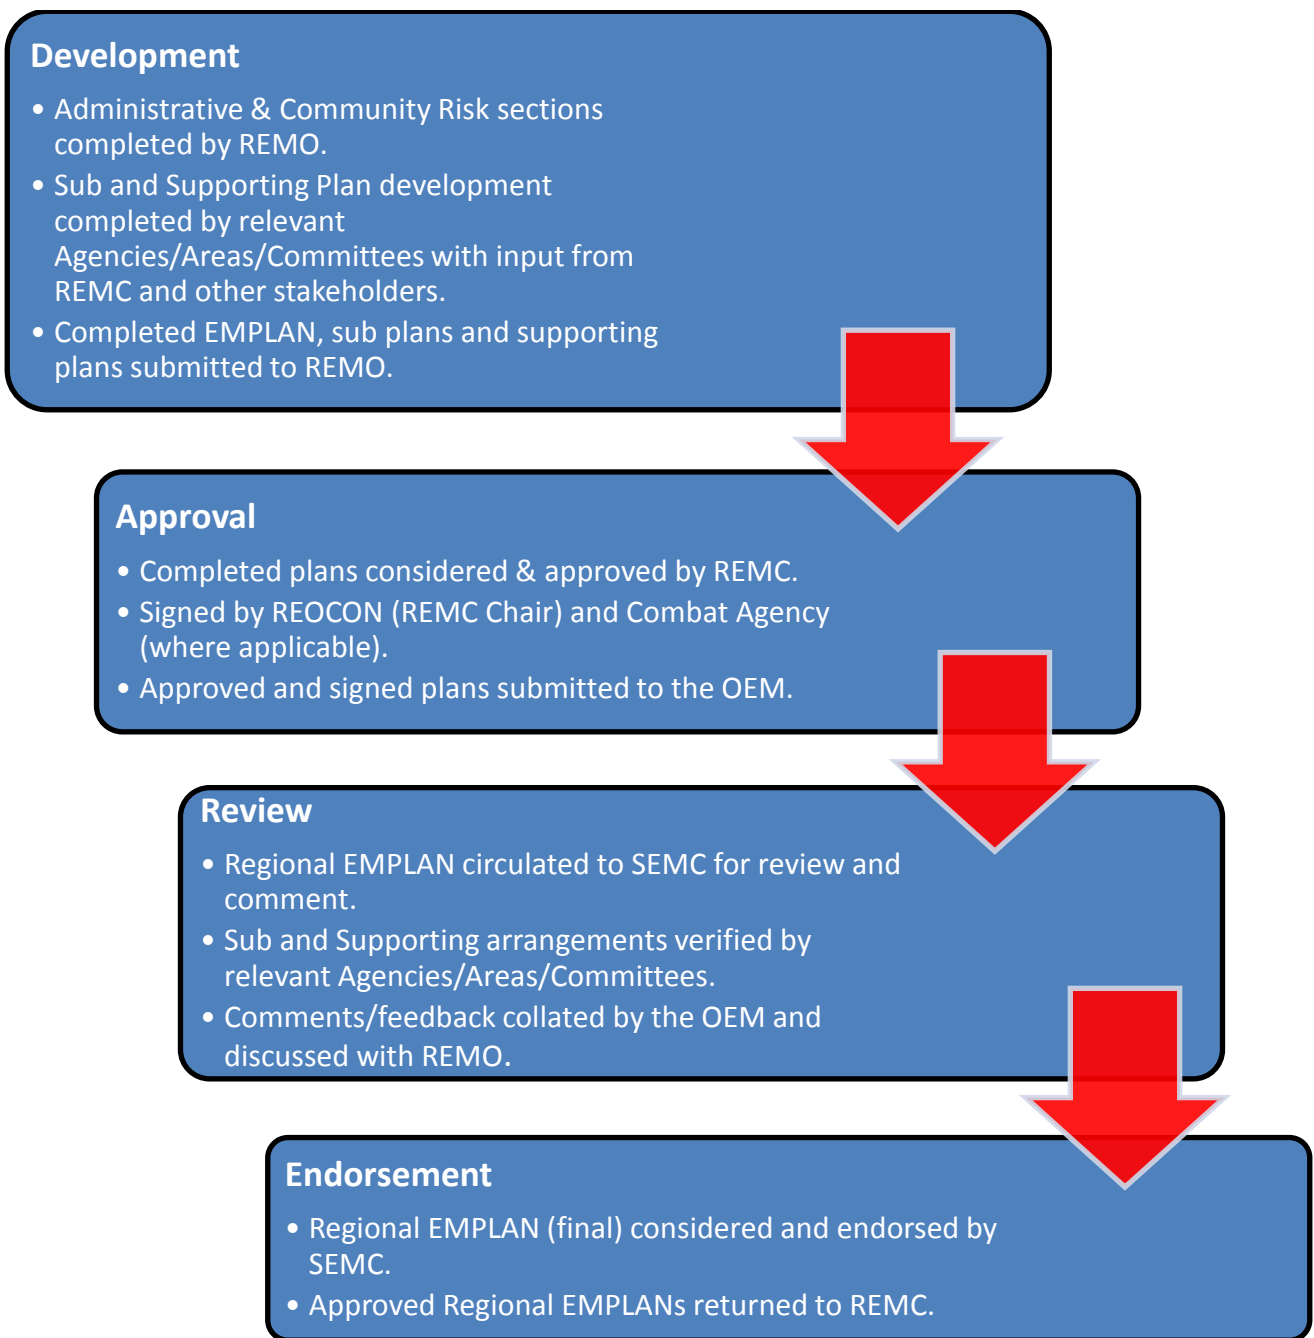 Development
• Administrative & Community Risk sections
completed by REMO.
• Sub and Supporting Plan development
completed by relevant
Agencies/Areas/Committees with input from
REMC and other stakeholders.
• Completed EMPLAN, sub plans and supporting
plans submitted to REMO.
Approval
• Completed plans considered & approved by REMC.
• Signed by REOCON (REMC Chair) and Combat Agency
(where applicable).
• Approved and signed plans submitted to the OEM.
Review
• Regional EMPLAN circulated to SEMC for review and
comment.
• Sub and Supporting arrangements verified by
relevant Agencies/Areas/Committees.
• Comments/feedback collated by the OEM and
discussed with REMO.
Endorsement
• Regional EMPLAN (final) considered and endorsed by
SEMC.
• Approved Regional EMPLANs returned to REMC.